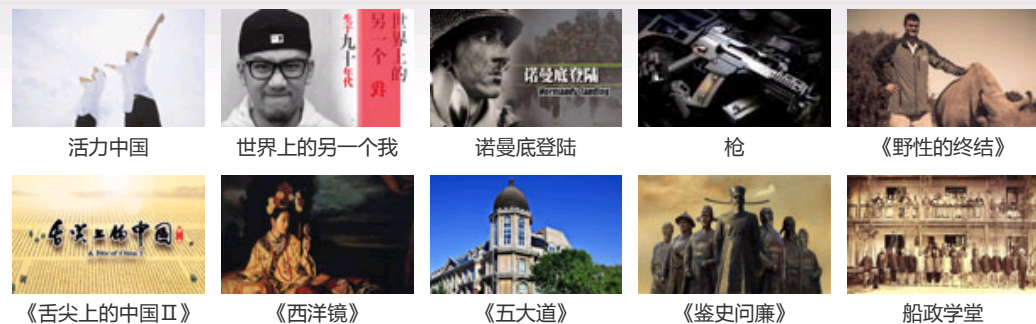 世界上的
另一个我
生于九十年代
诺曼底登陆
Normandy landing
活力中国
世界上的另一个我
诺曼底登陆
枪
《野性的终结》
舌尖上的中国
A Bite of China
《舌尖上的中国Ⅱ》
《西洋镜》
《五大道》
《鉴史问廉》
船政学堂